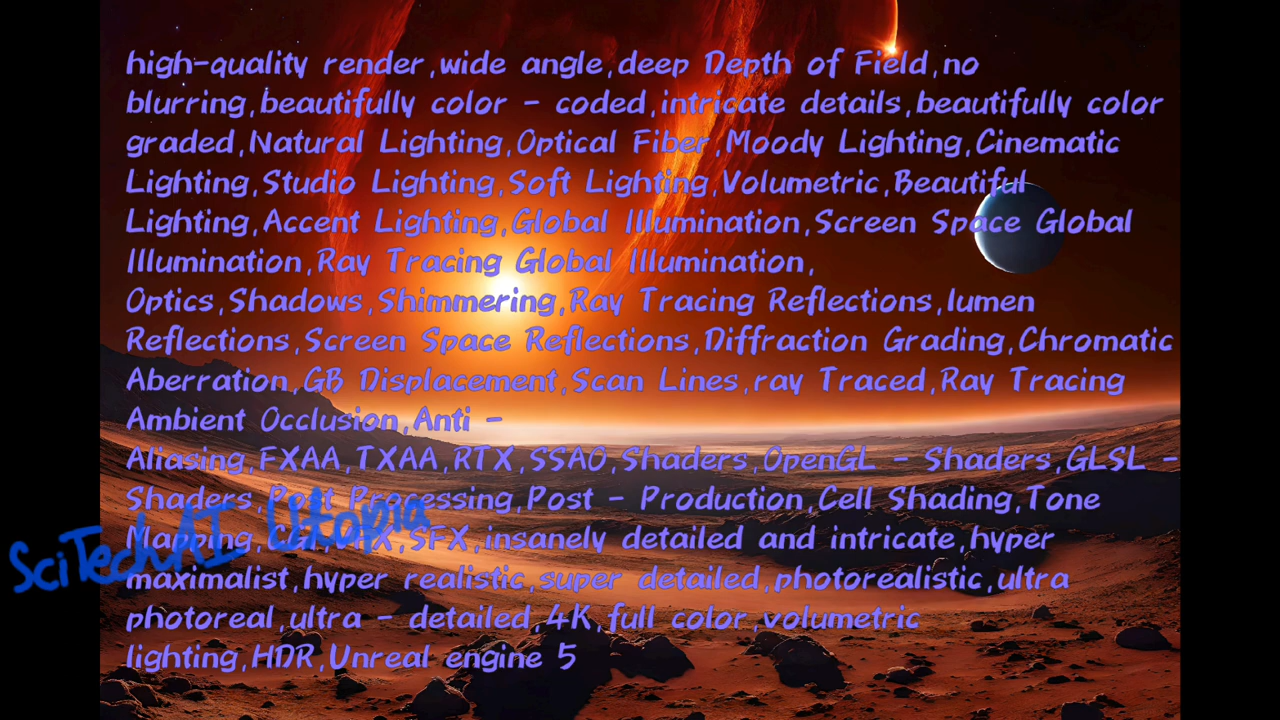 high-quality render,wide angle,deep Depth of Field,no
blurring,beautifully color - coded,intricate details,beautifully color
graded,Natural Lighting,Optical Fiber,Moody Lighting,Cinematic
Lighting,Studio Lighting,Soft Lighting,Volumetric,Beautiful
Lighting,Accent Lighting,Global Illumination,Screen Space Global
Illumination,Ray Tracing Global Illumination,
Optics,Shadows,Shimmering,Ray Tracing Reflections,lumen
Reflections,Screen Space Reflections,Diffraction Grading,Chromatic
Aberration,GB Displacement,Scan Lines,ray Traced,Ray Tracing
Ambient Occlusion,Anti -
Aliasing,FXAA,TXAA,RTX,SSAO,Shaders,OpenGL - Shaders,GLSL -
Shaders,Post Processing,Post - Production,Cell Shading,Tone
Mapping,CGI,VFX,SFX,insanely detailed and intricate,hyper
maximalist,hyper realistic,super detailed,photorealistic,ultra
photoreal,ultra - detailed,4K,full color,volumetric
lighting,HDR,Unreal engine 5
SciTechAI Utopia